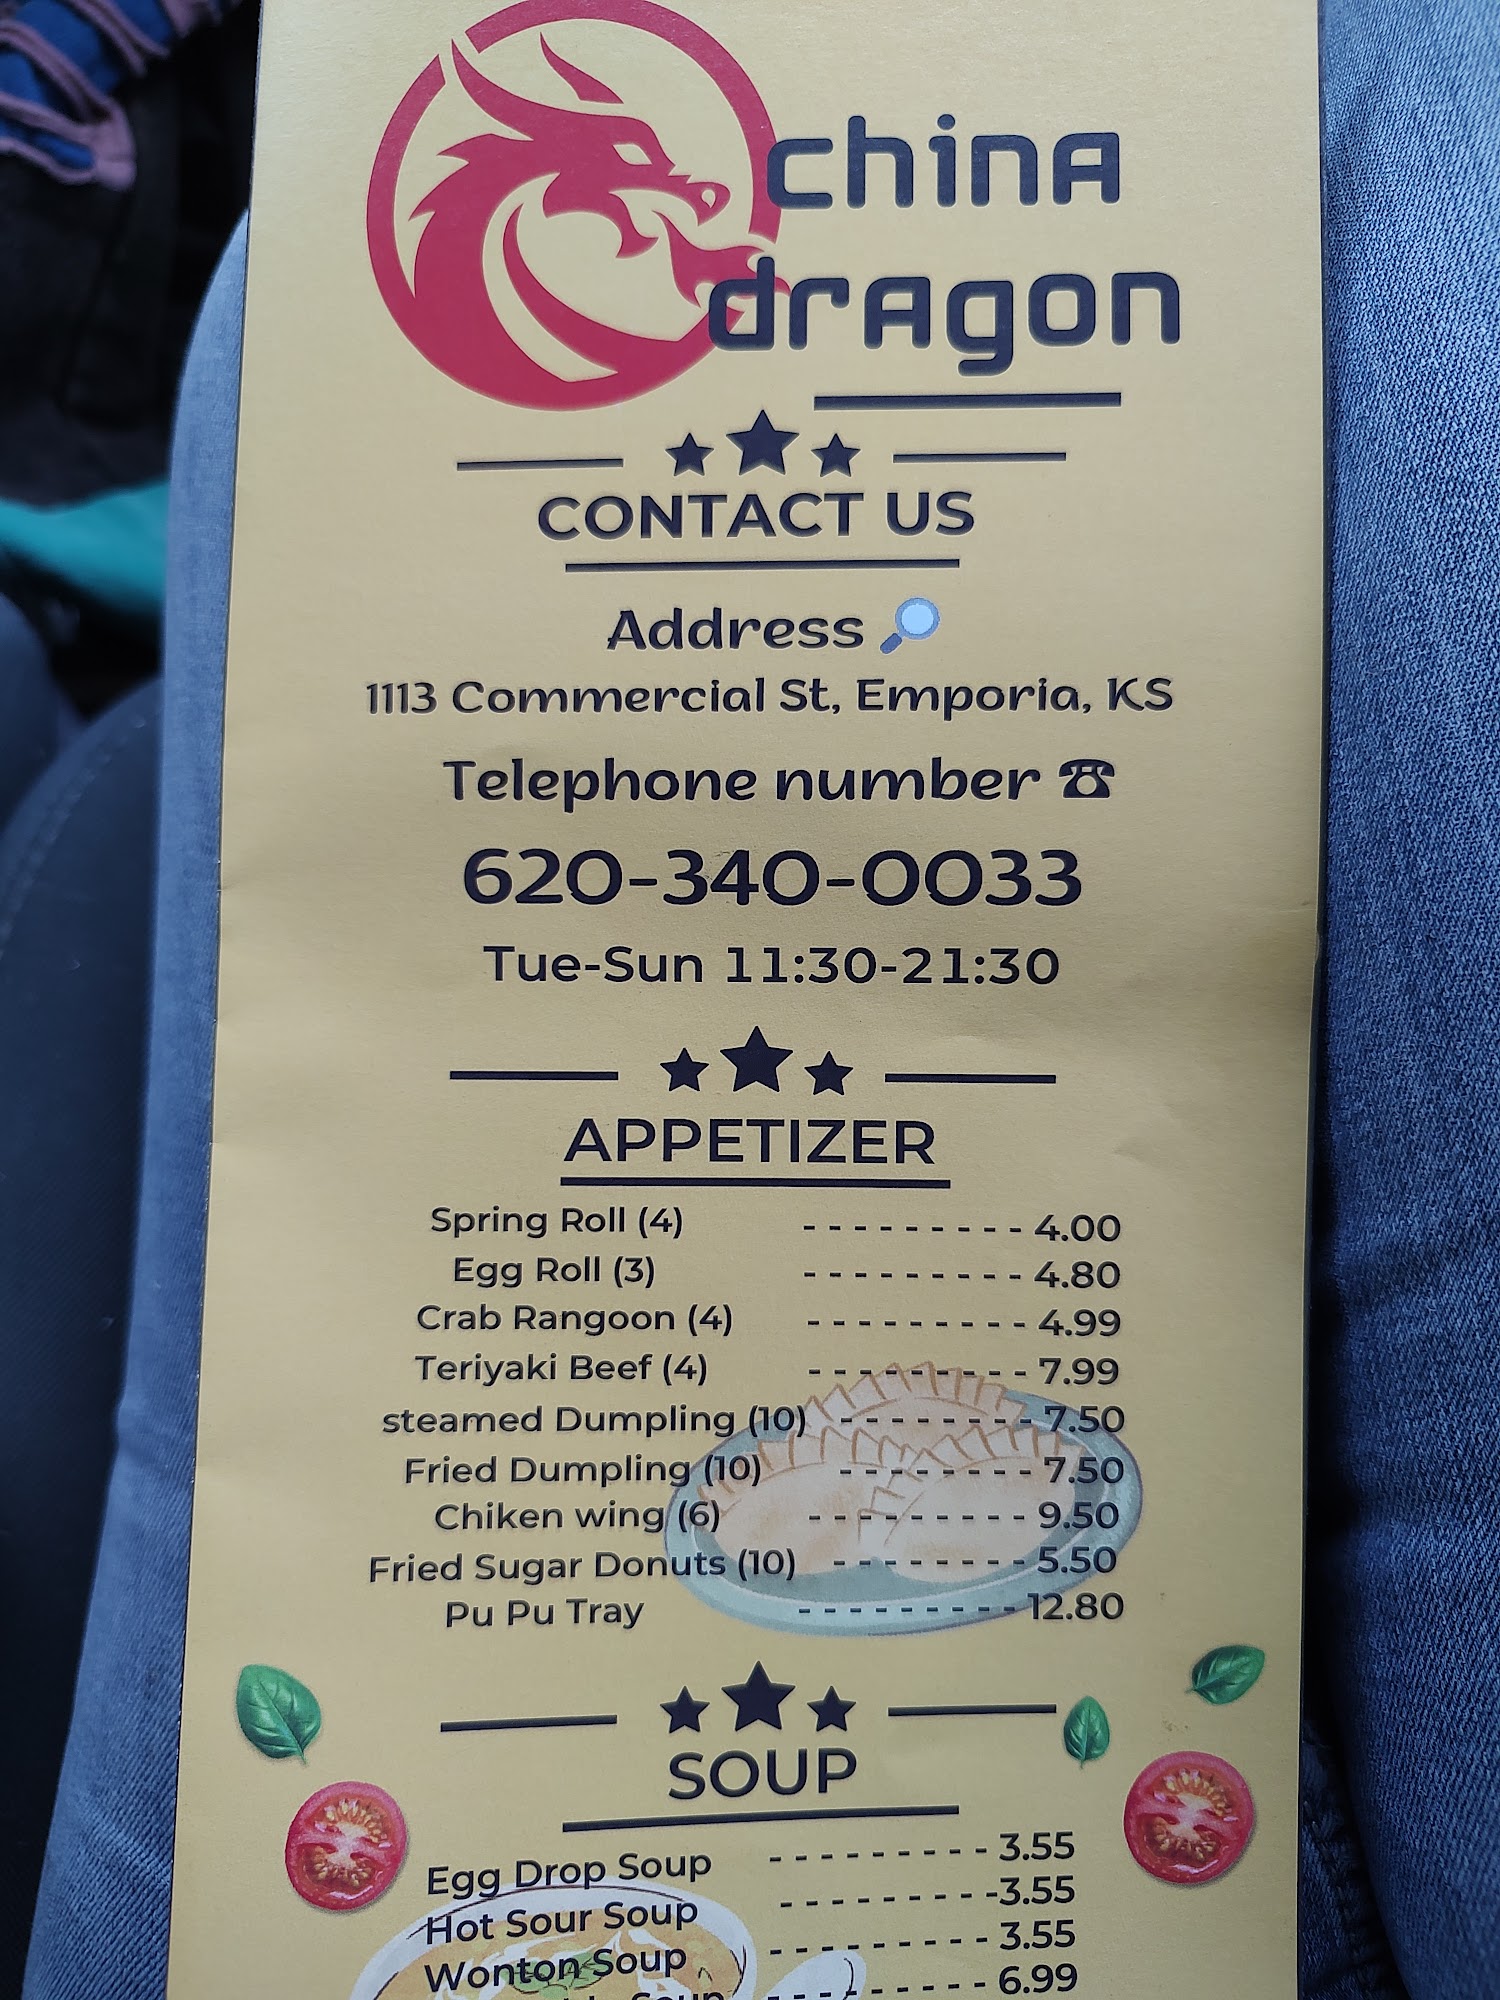 china
dragon
CONTACT US
Address
1113 Commercial St, Emporia, KS
Telephone number
620-340-0033
Tue-Sun 11:30-21:30
APPETIZER
Spring Roll (4) - - - - - - - - - 4.00
Egg Roll (3) - - - - - - - - - 4.80
Crab Rangoon (4) - - - - - - - - - 4.99
Teriyaki Beef (4) - - - - - - - - - 7.99
steamed Dumpling (10) - - - - - - - - 7.50
Fried Dumpling (10) - - - - - - - - 7.50
Chiken wing (6) - - - - - - - - - 9.50
Fried Sugar Donuts (10) - - - - - - - - 5.50
Pu Pu Tray - - - - - - - - - 12.80
SOUP
Egg Drop Soup - - - - - - - - - 3.55
Hot Sour Soup - - - - - - - - -3.55
Wonton Soup - - - - - - - - - 3.55
Soup - - - - - - - - - 6.99